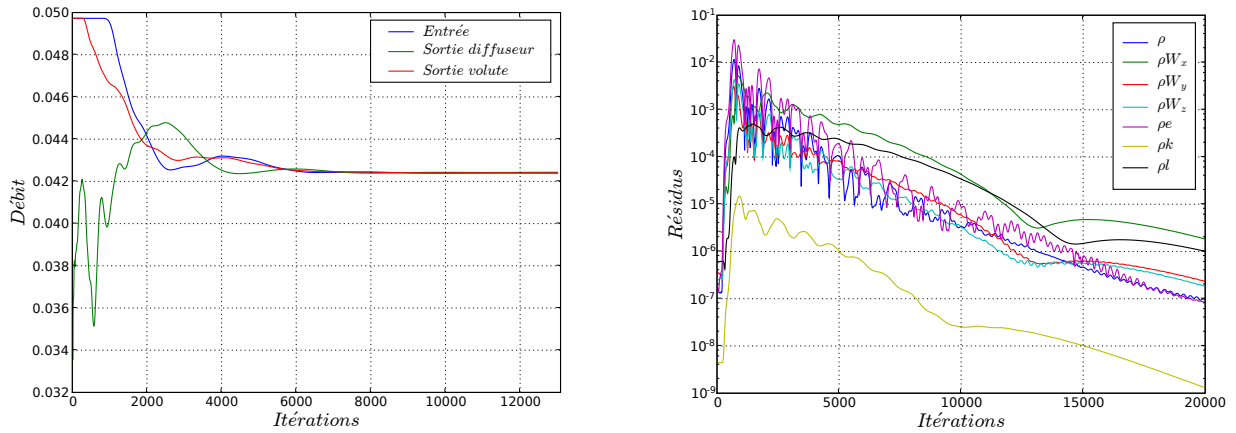 0.050
0.048
0.046
0.044
0.042
0.040
0.038
0.036
0.034
0.032
Débit
0 2000 4000 6000 8000 10000 12000
Itérations
Entrée
Sortie diffuseur
Sortie volute
10^-1
10^-2
10^-3
10^-4
10^-5
10^-6
10^-7
10^-8
10^-9
Résidus
0 5000 10000 15000 20000
Itérations
ρ
ρW_x
ρW_y
ρW_z
ρe
ρk
ρl